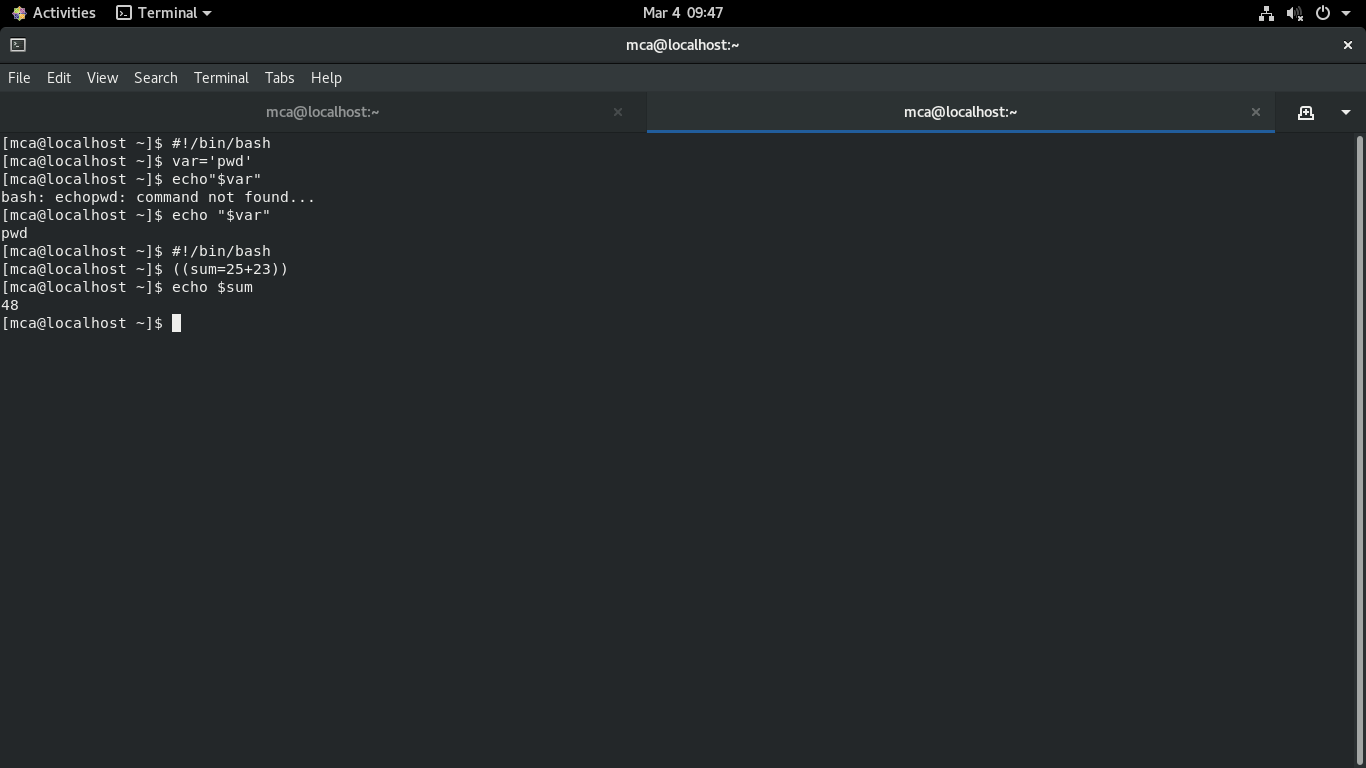 Activities Terminal Mar 4 09:47
mca@localhost:~
File Edit View Search Terminal Tabs Help
mca@localhost:~ mca@localhost:~
[mca@localhost ~]$ #!/bin/bash
[mca@localhost ~]$ var='pwd'
[mca@localhost ~]$ echo"$var"
bash: echopwd: command not found...
[mca@localhost ~]$ echo "$var"
pwd
[mca@localhost ~]$ #!/bin/bash
[mca@localhost ~]$ ((sum=25+23))
[mca@localhost ~]$ echo $sum
48
[mca@localhost ~]$